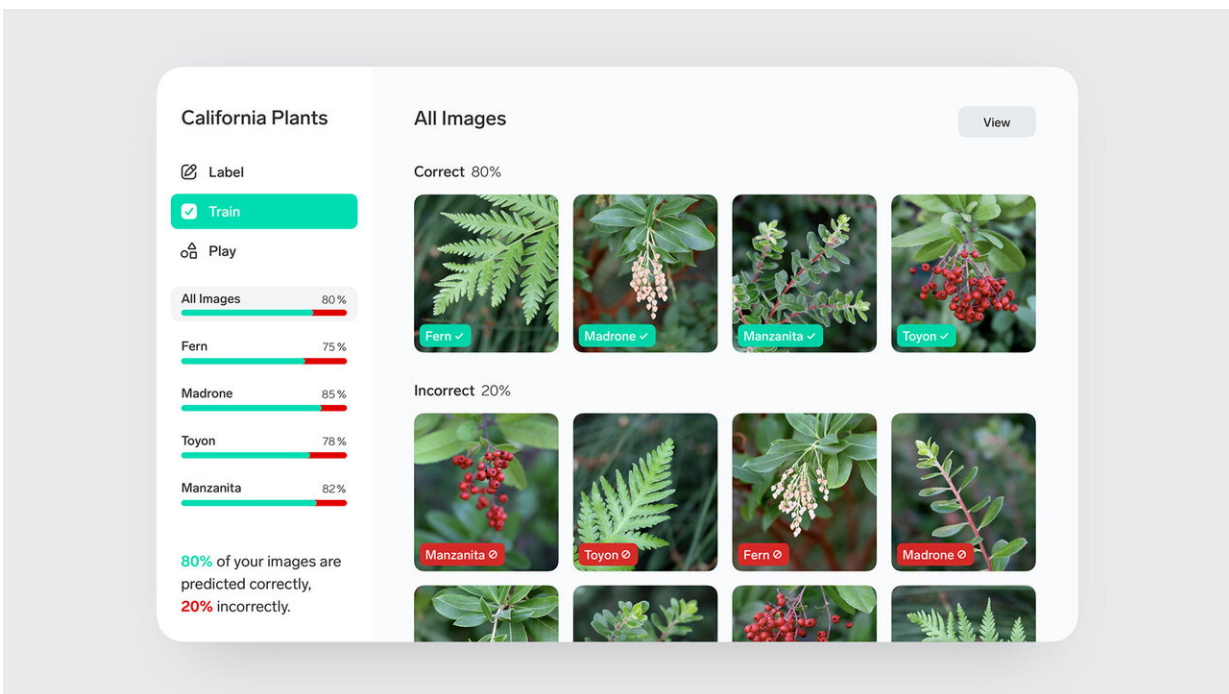 California Plants
Label
Train
Play
All Images 80%
Fern 75%
Madrone 85%
Toyon 78%
Manzanita 82%
80% of your images are
predicted correctly,
20% incorrectly.
All Images
View
Correct 80%
Fern ✓
Madrone ✓
Manzanita ✓
Toyon ✓
Incorrect 20%
Manzanita
Toyon
Fern
Madrone